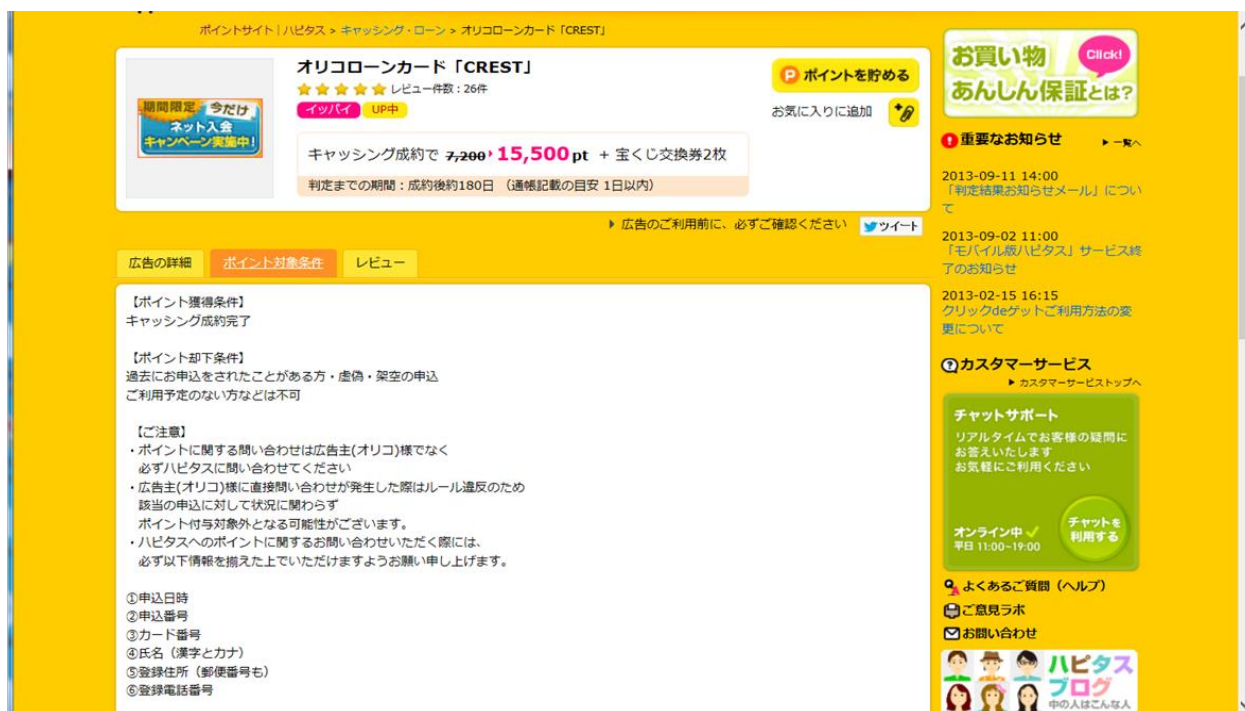 ポイントサイト｜ハピタス > キャッシング・ローン > オリコローンカード「CREST」
期間限定 今だけ
ネット入会
キャンペーン実施中!
オリコローンカード「CREST」
★★★★★ レビュー件数：26件
イッパイ UP中
キャッシング成約で 7,200 15,500pt + 宝くじ交換券2枚
判定までの期間：成約後約180日 （通帳記載の目安 1日以内）
P ポイントを貯める
お気に入りに追加
広告のご利用前に、必ずご確認ください ツイート
広告の詳細 ポイント対象条件 レビュー
【ポイント獲得条件】
キャッシング成約完了
【ポイント却下条件】
過去にお申込をされたことがある方・虚偽・架空の申込
ご利用予定のない方などは不可
【ご注意】
・ポイントに関する問い合わせは広告主(オリコ)様でなく
必ずハピタスに問い合わせてください
・広告主(オリコ)様に直接問い合わせが発生した際はルール違反のため
該当の申込に対して状況に関わらず
ポイント付与対象外となる可能性がございます。
・ハピタスへのポイントに関するお問い合わせいただく際には、
必ず以下情報を揃えた上でいただけますようお願い申し上げます。
①申込日時
②申込番号
③カード番号
④氏名（漢字とカナ）
⑤登録住所（郵便番号も）
⑥登録電話番号
お買い物 Click!
あんしん保証とは?
重要なお知らせ ▶ 一覧へ
2013-09-11 14:00
「判定結果お知らせメール」につい
て
2013-09-02 11:00
「モバイル版ハピタス」サービス終
了のお知らせ
2013-02-15 16:15
クリックdeゲットご利用方法の変
更について
カスタマーサービス
▶ カスタマーサービストップへ
チャットサポート
リアルタイムでお客様の疑問に
お答えいたします
お気軽にご利用ください
オンライン中 ✓
平日 11:00~19:00
チャットを
利用する
よくあるご質問（ヘルプ）
ご意見ラボ
お問い合わせ
ハピタス
ブログ
中の人はこんな人